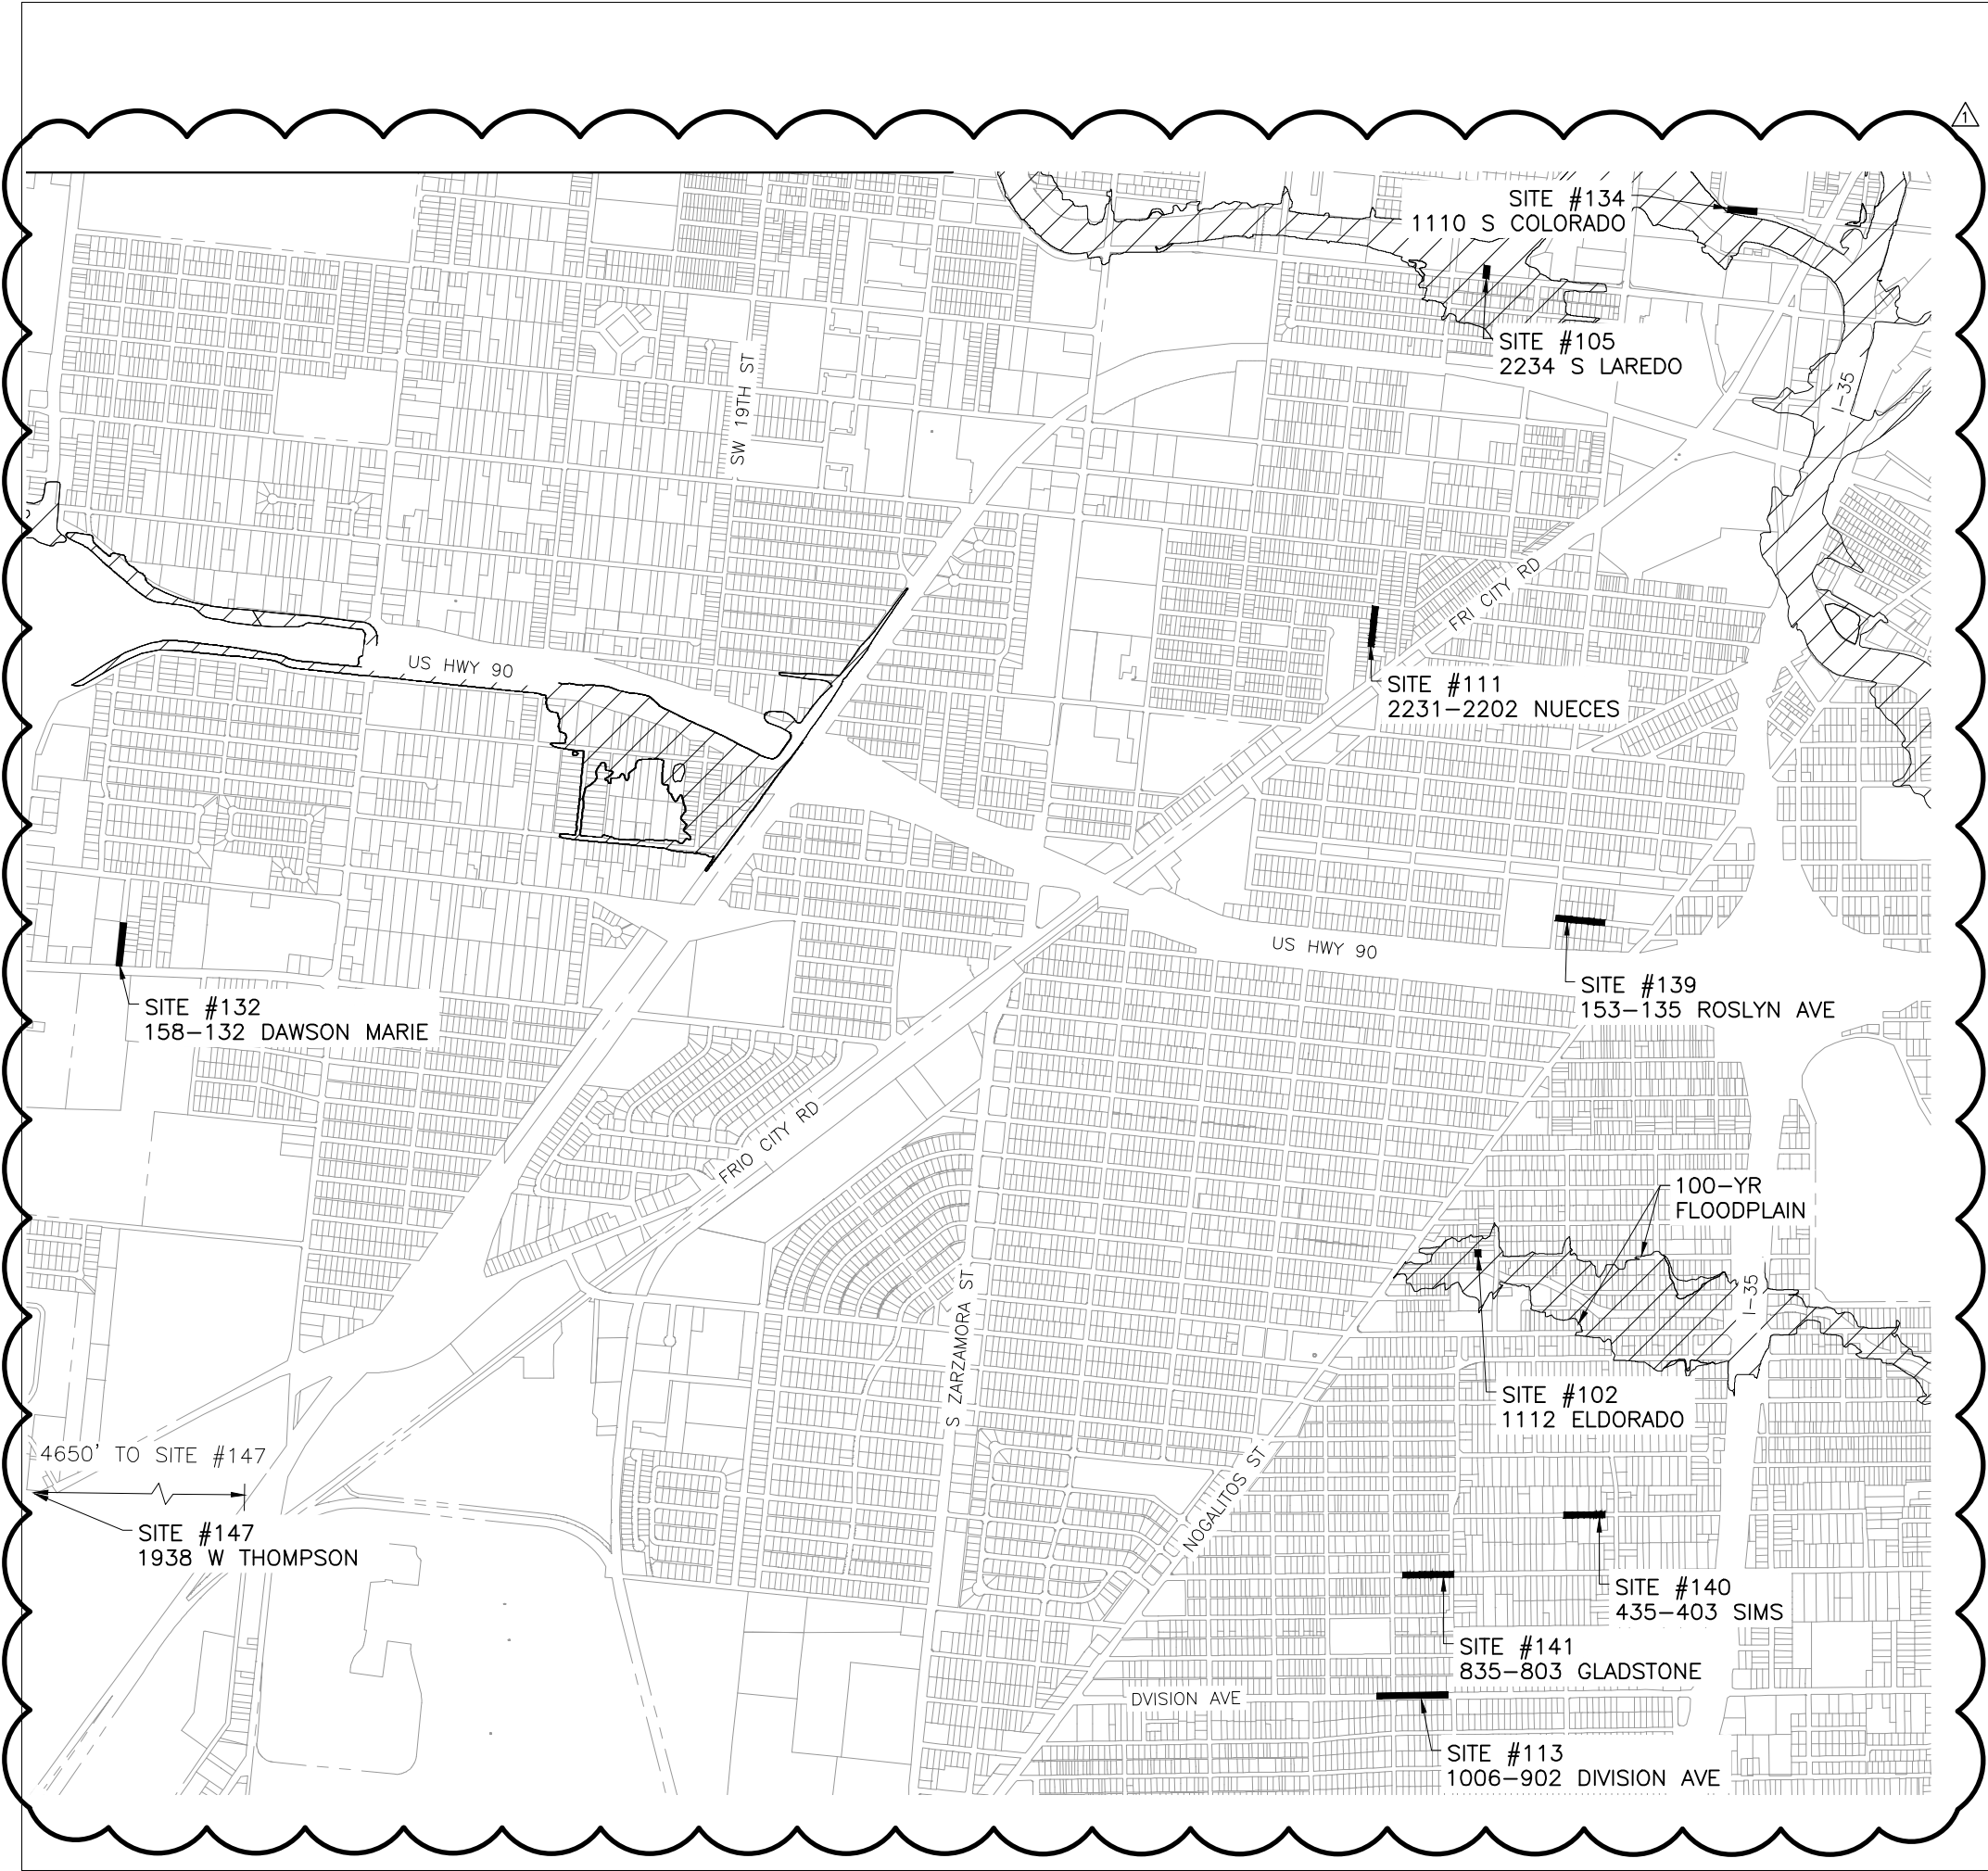 1
SITE #134
1110 S COLORADO
SITE #105
2234 S LAREDO
I-35
SW 19TH ST
FRI CITY RD
US HWY 90
SITE #111
2231-2202 NUECES
US HWY 90
SITE #139
153-135 ROSLYN AVE
SITE #132
158-132 DAWSON MARIE
FRIO CITY RD
100-YR
FLOODPLAIN
I-35
S ZARZAMORA ST
SITE #102
1112 ELDORADO
4650' TO SITE #147
NOGALITOS ST
SITE #147
1938 W THOMPSON
SITE #140
435-403 SIMS
SITE #141
835-803 GLADSTONE
DVISION AVE
SITE #113
1006-902 DIVISION AVE